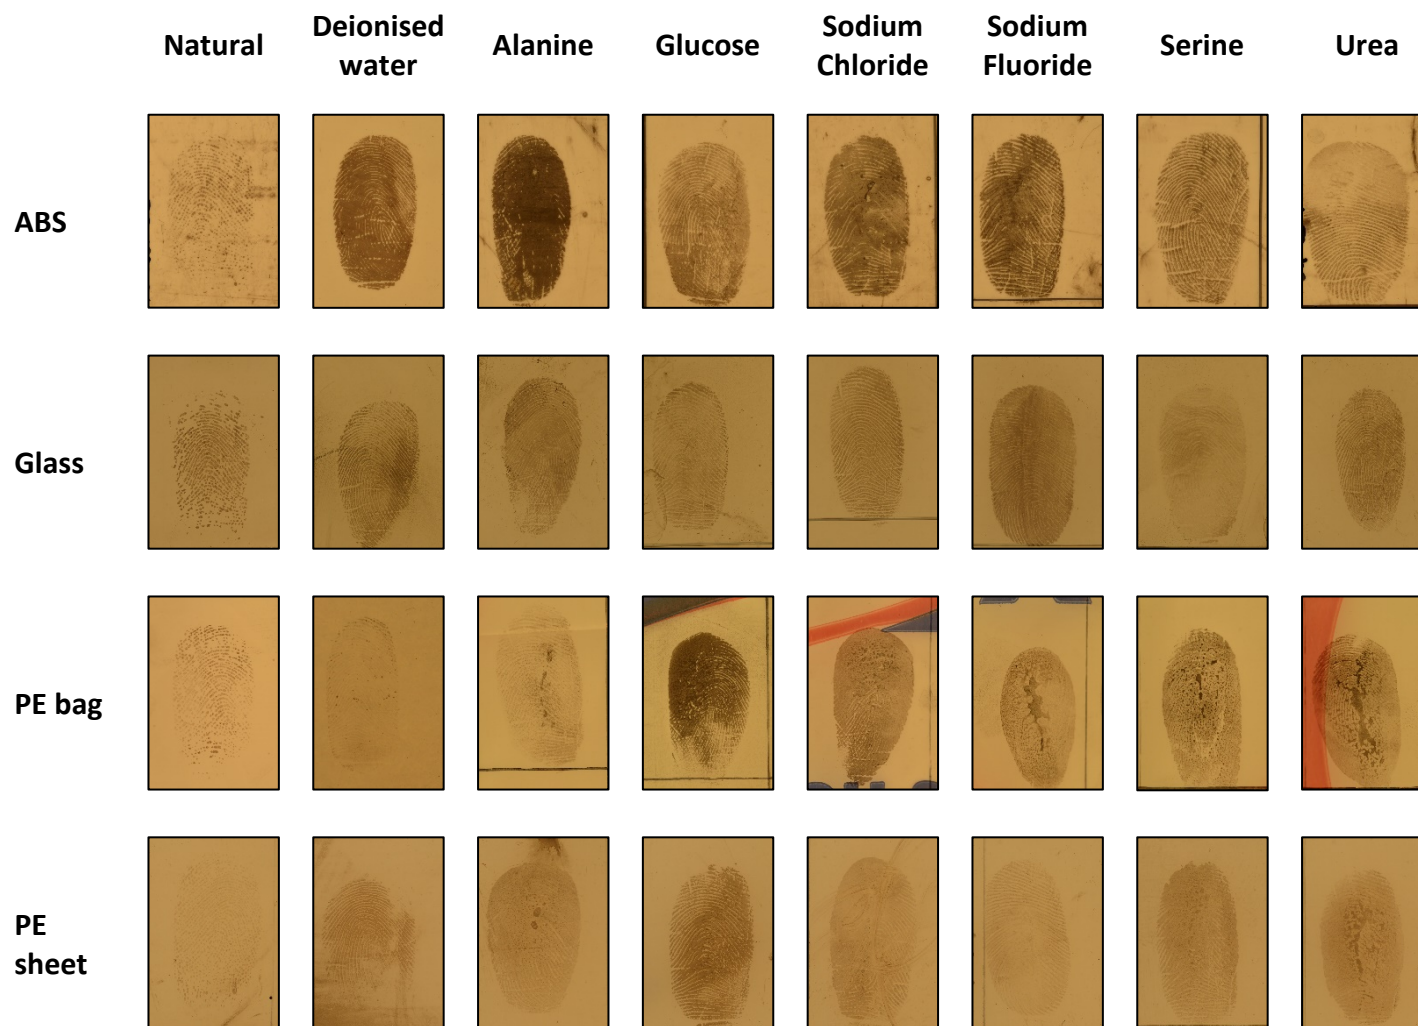 Natural
Deionised
water
Alanine
Glucose
Sodium
Chloride
Sodium
Fluoride
Serine
Urea
ABS
Glass
PE bag
PE
sheet